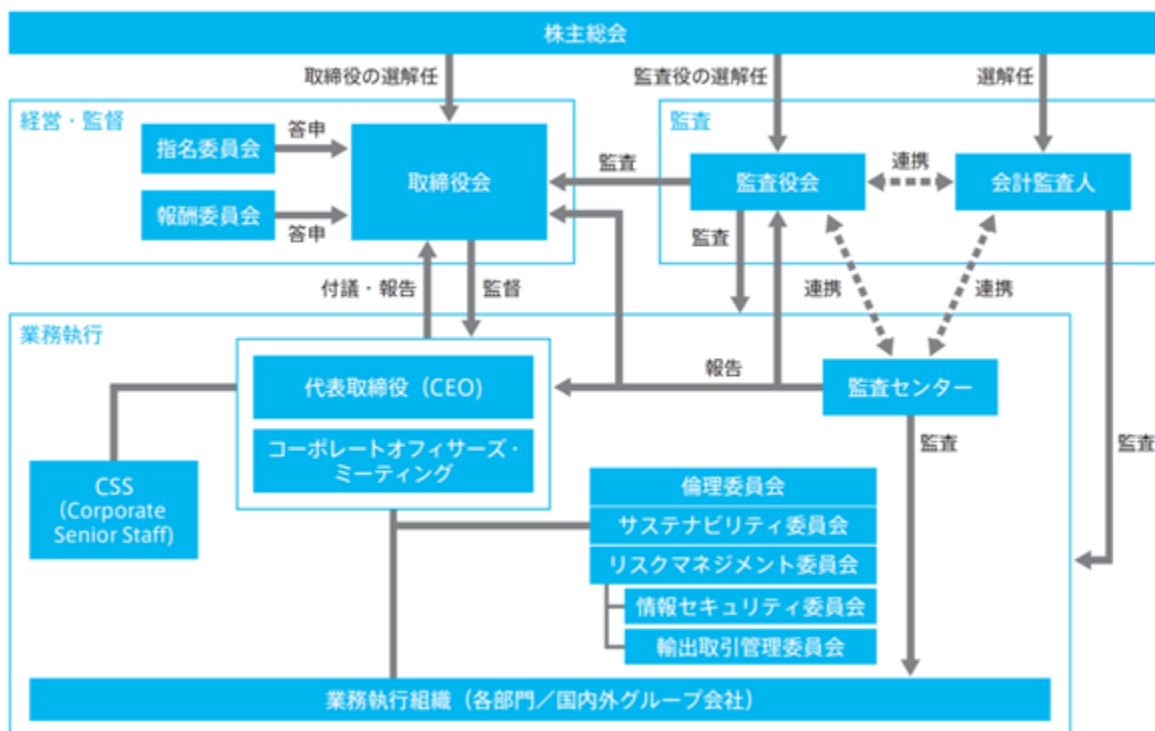 株主総会
取締役の選解任
監査役の選解任
選解任
経営・監督
監査
指名委員会
答申
取締役会
監査
監査役会
連携
会計監査人
報酬委員会
答申
監査
付議・報告
監督
連携
連携
業務執行
代表取締役（CEO）
報告
監査センター
コーポレートオフィサーズ・
ミーティング
監査
監査
CSS
（Corporate
Senior Staff）
倫理委員会
サステナビリティ委員会
リスクマネジメント委員会
情報セキュリティ委員会
輸出取引管理委員会
業務執行組織（各部門／国内外グループ会社）